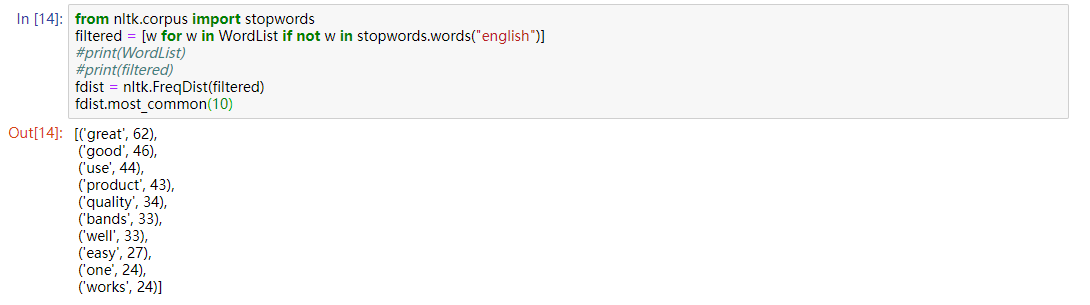 In [14]: from nltk.corpus import stopwords
filtered = [w for w in WordList if not w in stopwords.words("english")]
#print(WordList)
#print(filtered)
fdist = nltk.FreqDist(filtered)
fdist.most_common(10)
Out[14]: [('great', 62),
('good', 46),
('use', 44),
('product', 43),
('quality', 34),
('bands', 33),
('well', 33),
('easy', 27),
('one', 24),
('works', 24)]